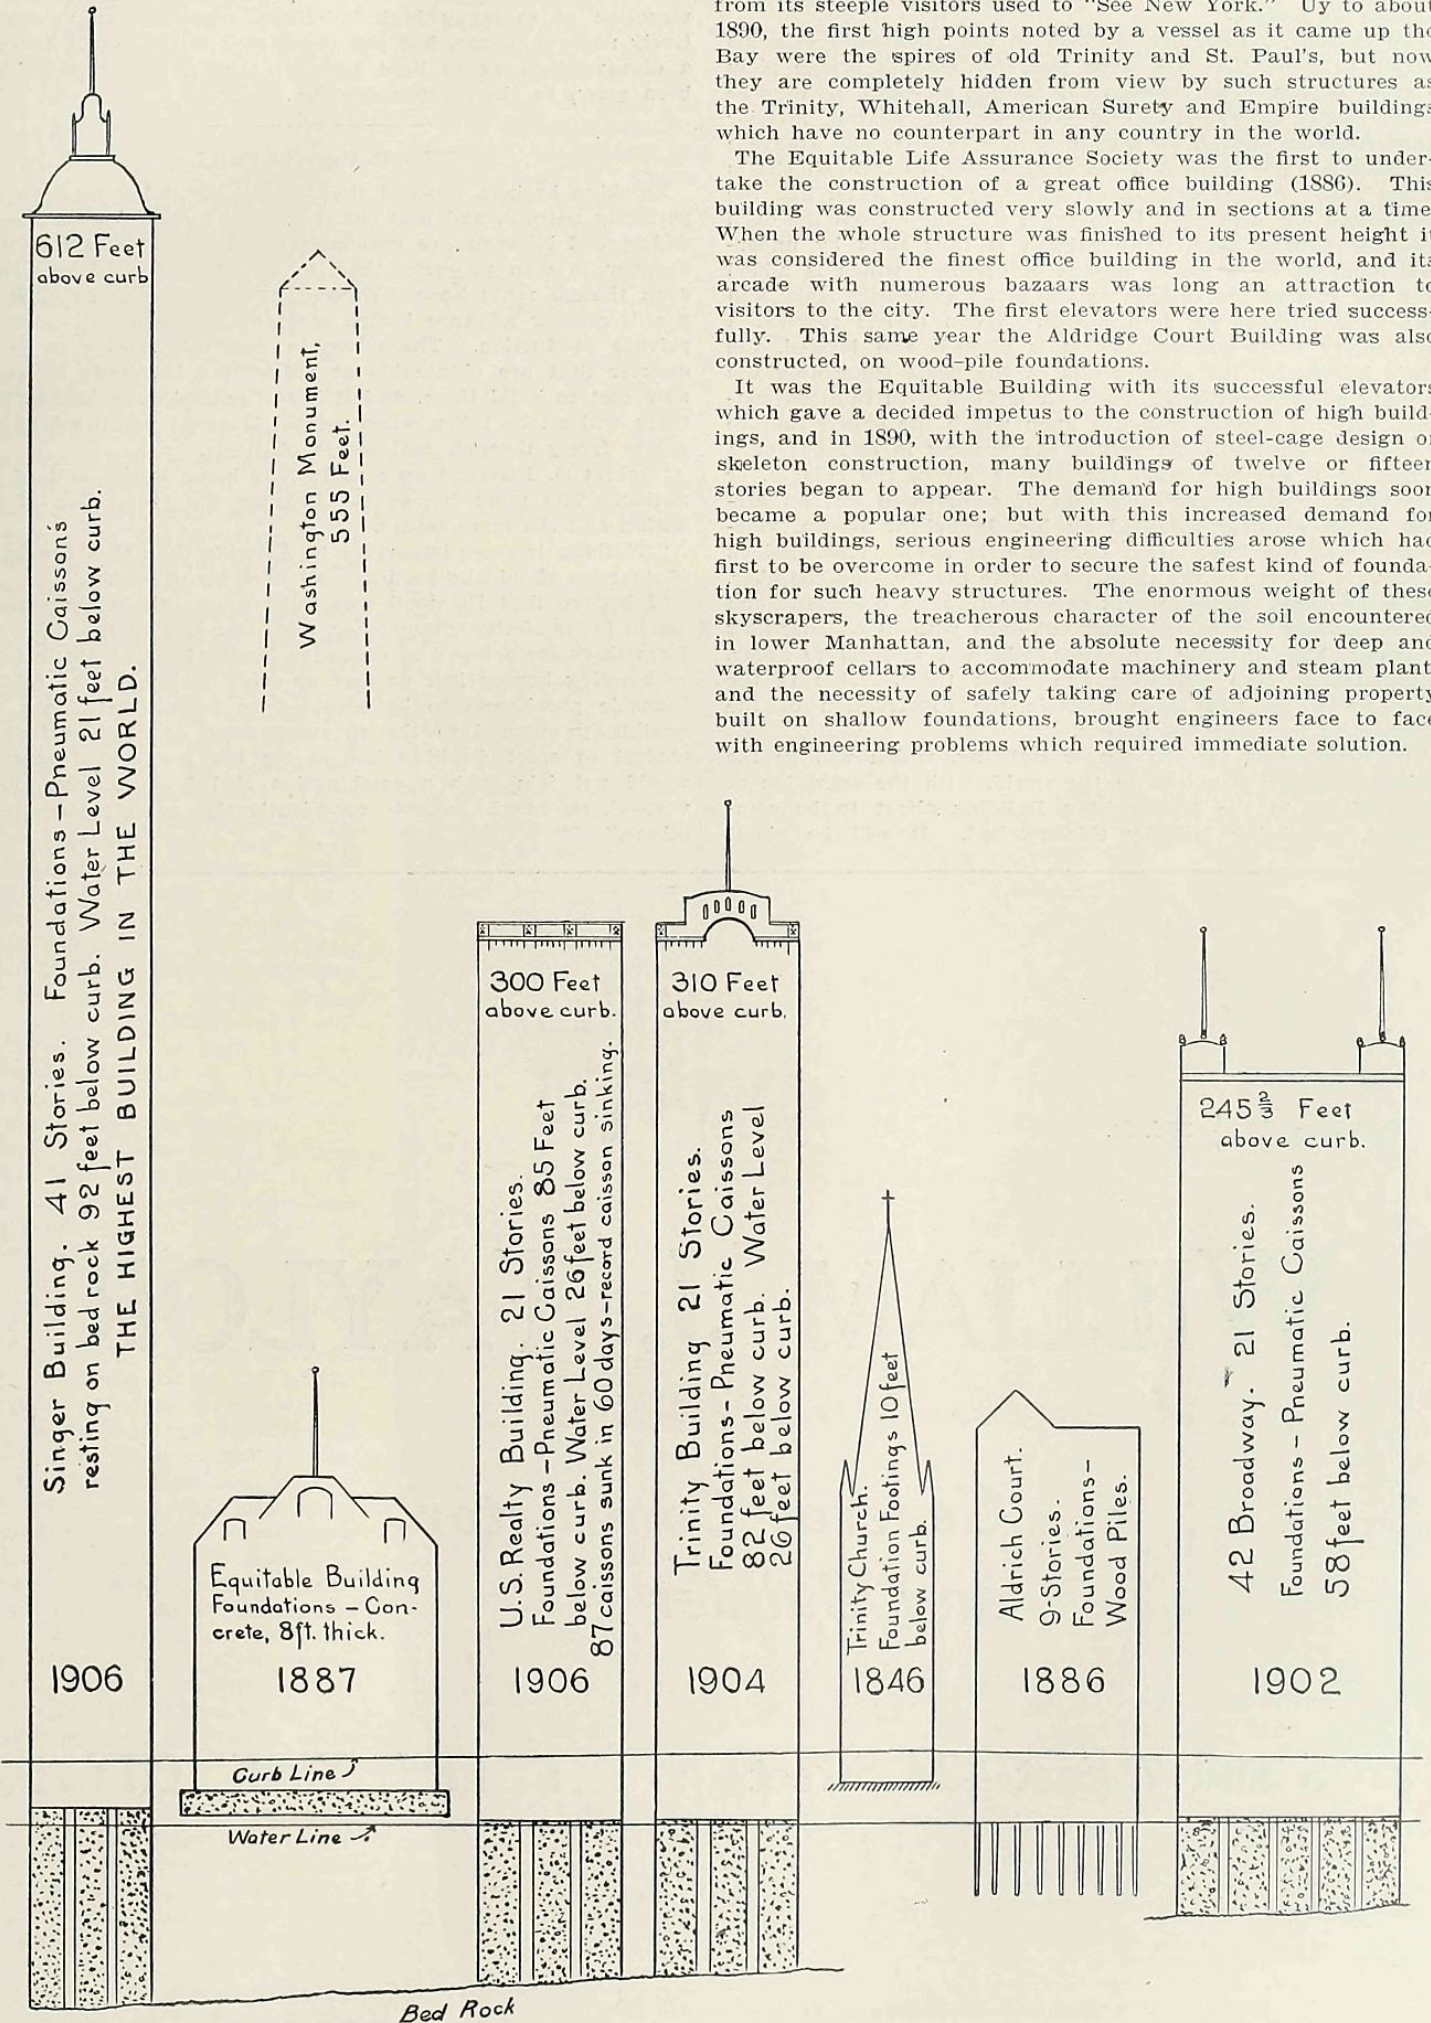 from its steeple visitors used to "See New York." Uy to about
1890, the first high points noted by a vessel as it came up the
Bay were the spires of old Trinity and St. Paul's, but now
they are completely hidden from view by such structures as
the Trinity, Whitehall, American Surety and Empire buildings
which have no counterpart in any country in the world.
The Equitable Life Assurance Society was the first to under-
take the construction of a great office building (1886). This
building was constructed very slowly and in sections at a time
When the whole structure was finished to its present height it
was considered the finest office building in the world, and its
arcade with numerous bazaars was long an attraction to
visitors to the city. The first elevators were here tried success-
fully. This same year the Aldridge Court Building was also
constructed, on wood-pile foundations.
It was the Equitable Building with its successful elevators
which gave a decided impetus to the construction of high build-
ings, and in 1890, with the introduction of steel-cage design or
skeleton construction, many buildings of twelve or fifteen
stories began to appear. The demand for high buildings soon
became a popular one; but with this increased demand for
high buildings, serious engineering difficulties arose which had
first to be overcome in order to secure the safest kind of founda-
tion for such heavy structures. The enormous weight of these
skyscrapers, the treacherous character of the soil encountered
in lower Manhattan, and the absolute necessity for deep and
waterproof cellars to accommodate machinery and steam plant
and the necessity of safely taking care of adjoining property
built on shallow foundations, brought engineers face to face
with engineering problems which required immediate solution.
612 Feet
above curb
Singer Building. 41 Stories. Foundations-Pneumatic Caisson's
resting on bed rock 92 feet below curb. Water Level 21 feet below curb.
THE HIGHEST BUILDING IN THE WORLD.
1906
Washington Monument,
555 Feet.
Equitable Building
Foundations - Con-
crete, 8ft. thick.
1887
300 Feet
above curb.
U.S. Realty Building. 21 Stories.
Foundations-Pneumatic Caissons 85 Feet
below curb. Water Level 26 feet below curb.
87 caissons sunk in 60 days-record caisson sinking.
1906
310 Feet
above curb.
Trinity Building 21 Stories.
Foundations-Pneumatic Caissons
82 feet below curb. Water Level
26 feet below curb.
1904
Trinity Church.
Foundation Footings 10 feet
below curb.
1846
Aldrich Court.
9-Stories.
Foundations-
Wood Piles.
1886
245 2/3 Feet
above curb.
42 Broadway. 21 Stories.
Foundations - Pneumatic Caissons
58 feet below curb.
1902
Curb Line
Water Line
Bed Rock